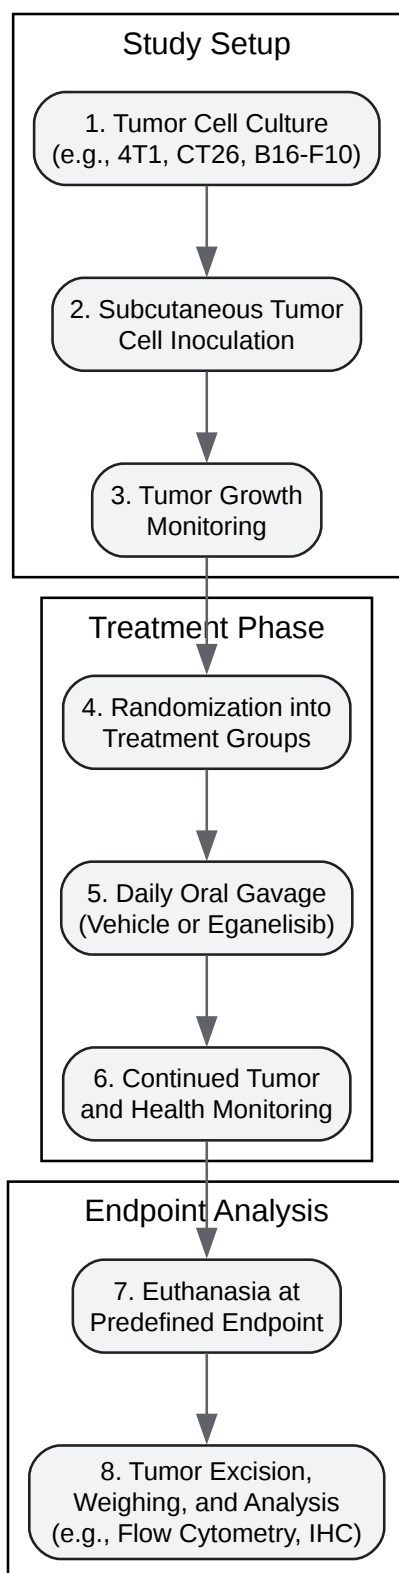 Study Setup
1. Tumor Cell Culture
(e.g., 4T1, CT26, B16-F10)
2. Subcutaneous Tumor
Cell Inoculation
3. Tumor Growth
Monitoring
Treatment Phase
4. Randomization into
Treatment Groups
5. Daily Oral Gavage
(Vehicle or Eganelisib)
6. Continued Tumor
and Health Monitoring
Endpoint Analysis
7. Euthanasia at
Predefined Endpoint
8. Tumor Excision,
Weighing, and Analysis
(e.g., Flow Cytometry, IHC)